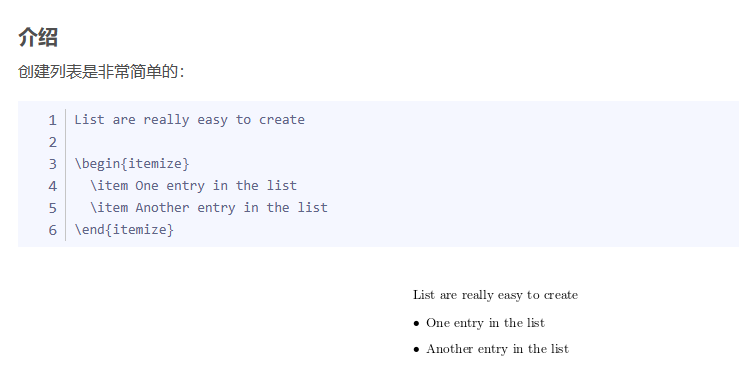 介绍
创建列表是非常简单的：
1 List are really easy to create
2
3 \begin{itemize}
4 \item One entry in the list
5 \item Another entry in the list
6 \end{itemize}
List are really easy to create
• One entry in the list
• Another entry in the list